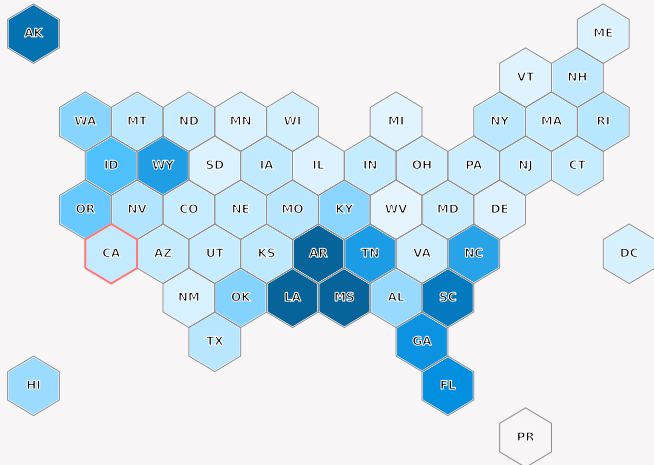 AK
ME
VT NH
WA MT ND MN WI MI NY MA RI
ID WY SD IA IL IN OH PA NJ CT
OR NV CO NE MO KY WV MD DE
CA AZ UT KS AR TN VA NC DC
NM OK LA MS AL SC
TX GA
HI FL
PR